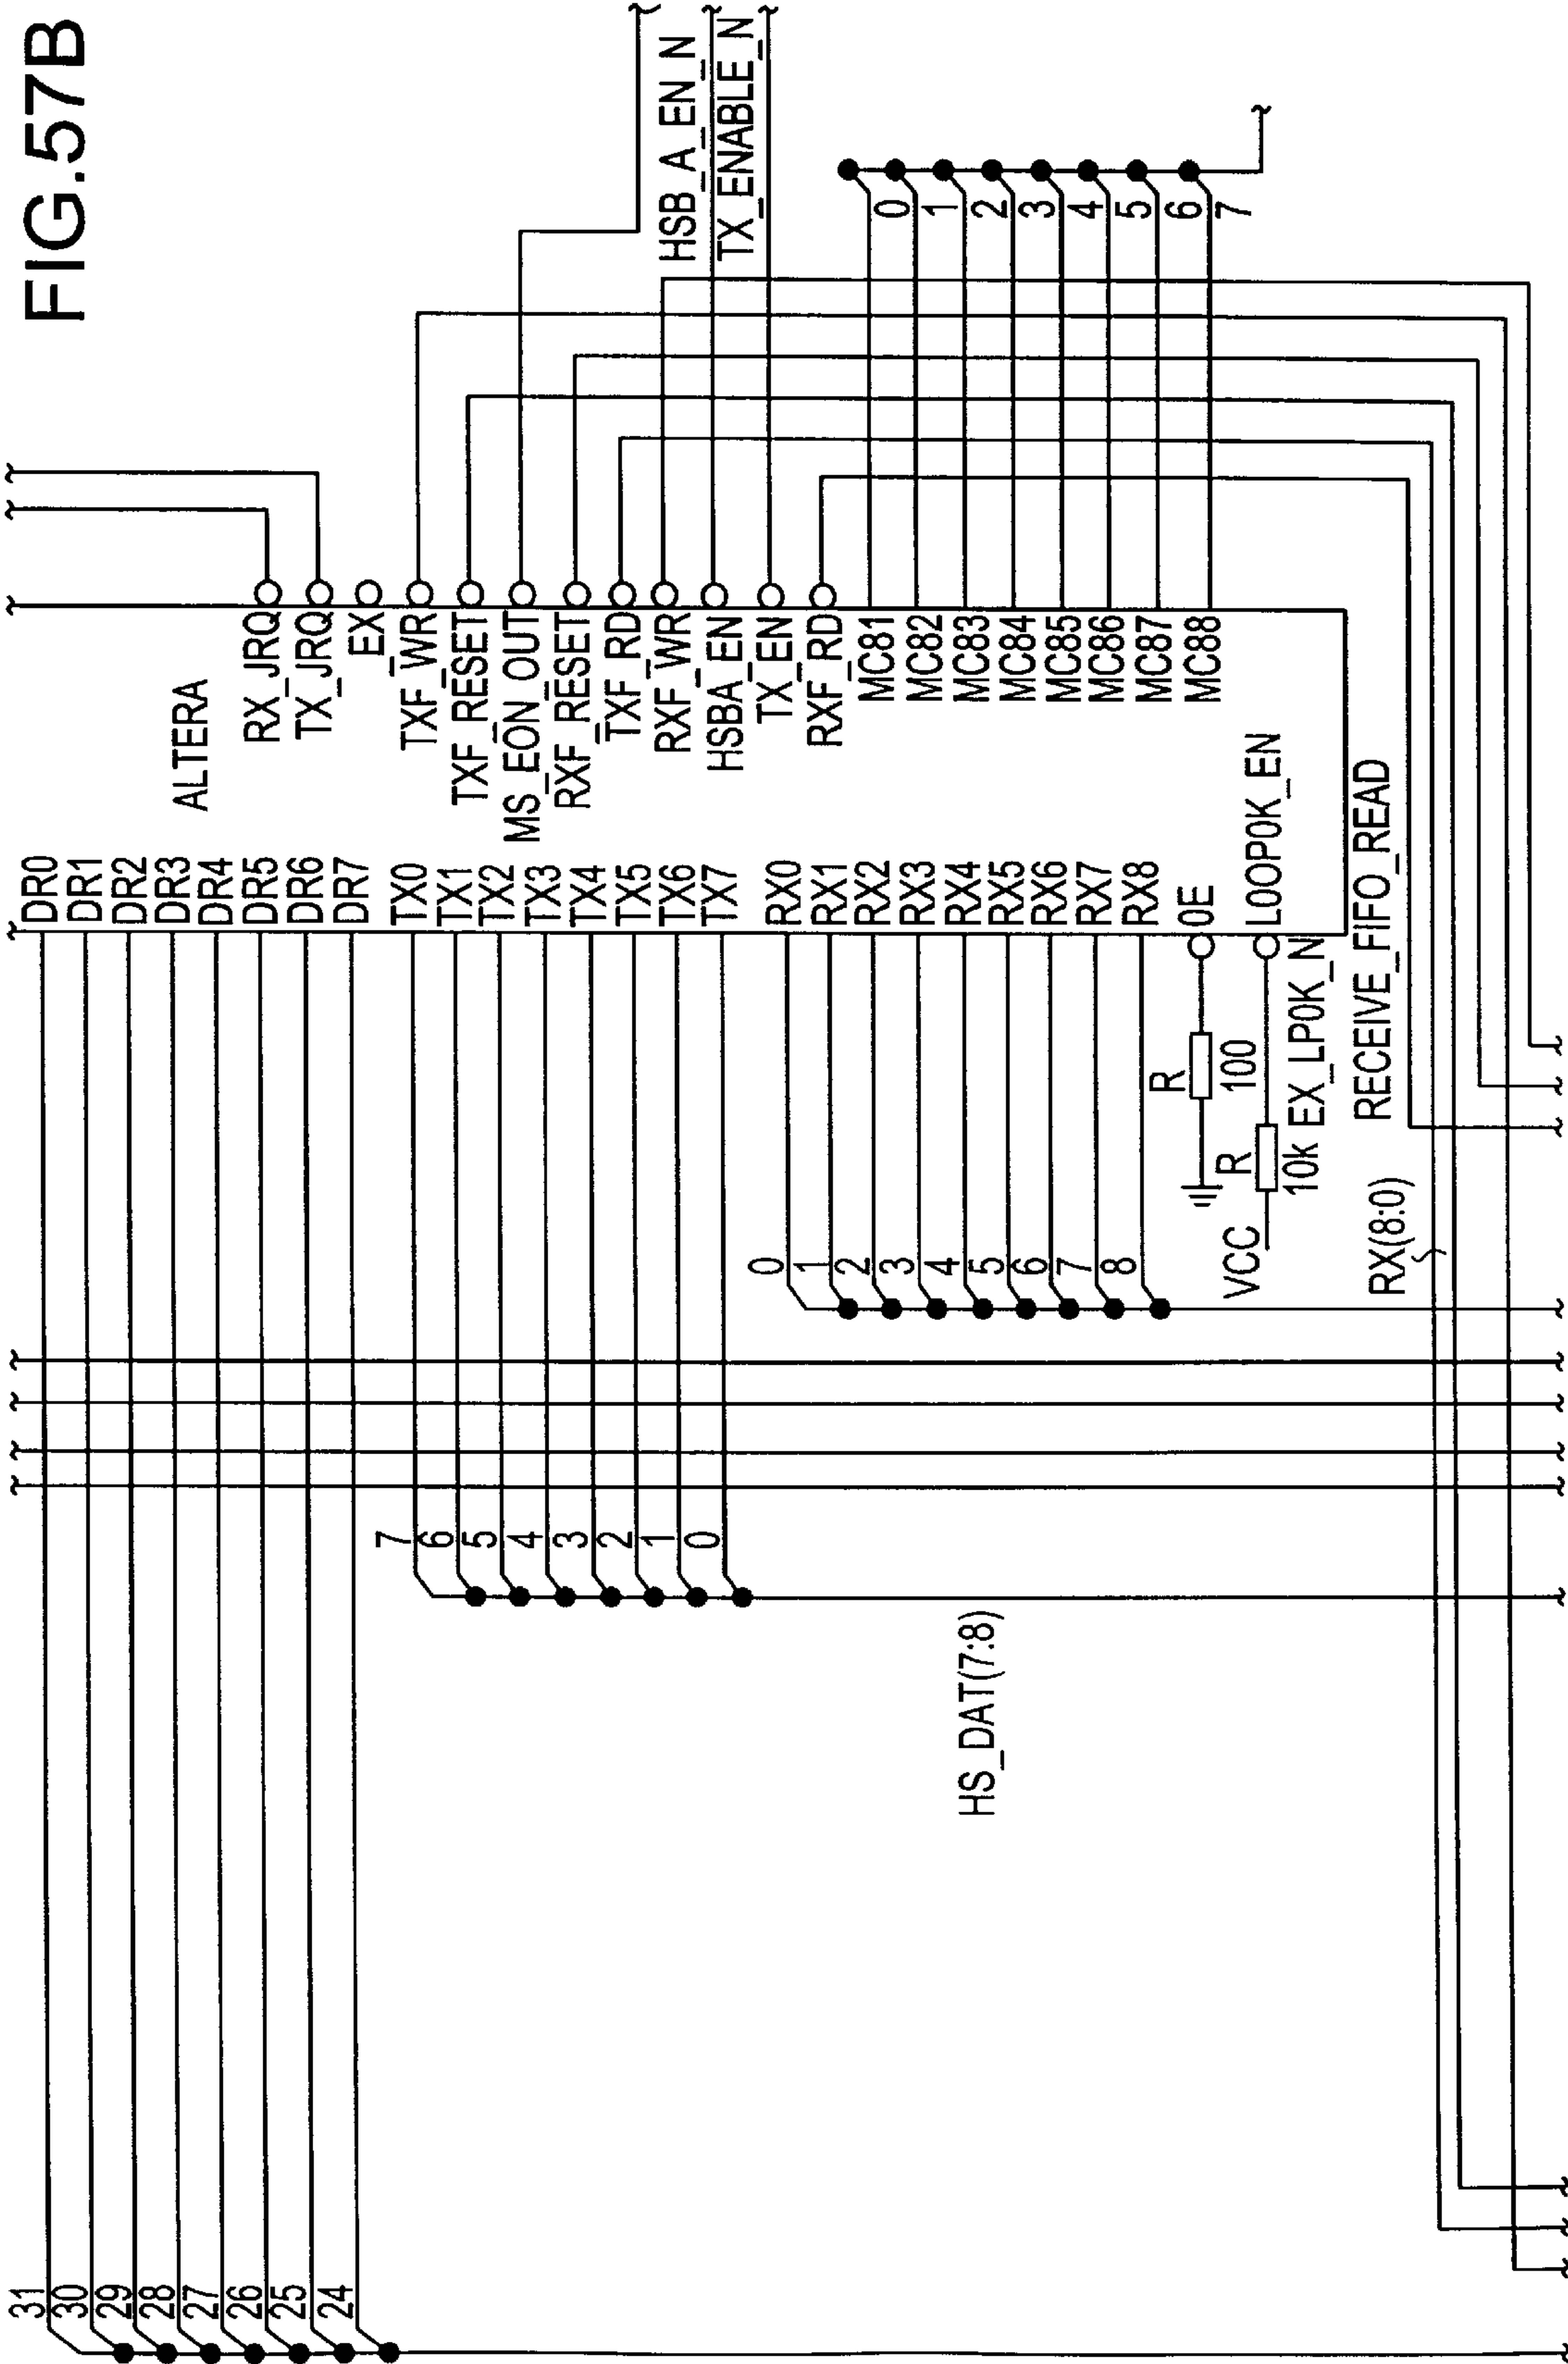 FIG.57B
HSB_A_EN_N
TX_ENABLE_N
ALTERA
RX_JRQ
TX_JRQ
EX
TXF_WR
TXF_RESET
MS_EON_OUT
RXF_RESET
TXF_RD
RXF_WR
HSBA_EN
TX_EN
RXF_RD
MC81
MC82
MC83
MC84
MC85
MC86
MC87
MC88
0
1
2
3
4
5
6
7
DR0
DR1
DR2
DR3
DR4
DR5
DR6
DR7
TX0
TX1
TX2
TX3
TX4
TX5
TX6
TX7
RX0
RX1
RX2
RX3
RX4
RX5
RX6
RX7
RX8
OE
LOOPOK_EN
R
100
VCC
R
10k
EX_LPOK_N
RECEIVE_FIFO_READ
RX(8:0)
0
1
2
3
4
5
6
7
8
7
6
5
4
3
2
1
0
HS_DAT(7:8)
31
30
29
28
27
26
25
24